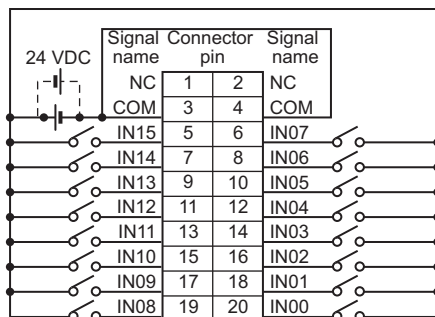 Signal Connector Signal
name pin name
24 VDC
NC 1 2 NC
COM 3 4 COM
IN15 5 6 IN07
IN14 7 8 IN06
IN13 9 10 IN05
IN12 11 12 IN04
IN11 13 14 IN03
IN10 15 16 IN02
IN09 17 18 IN01
IN08 19 20 IN00